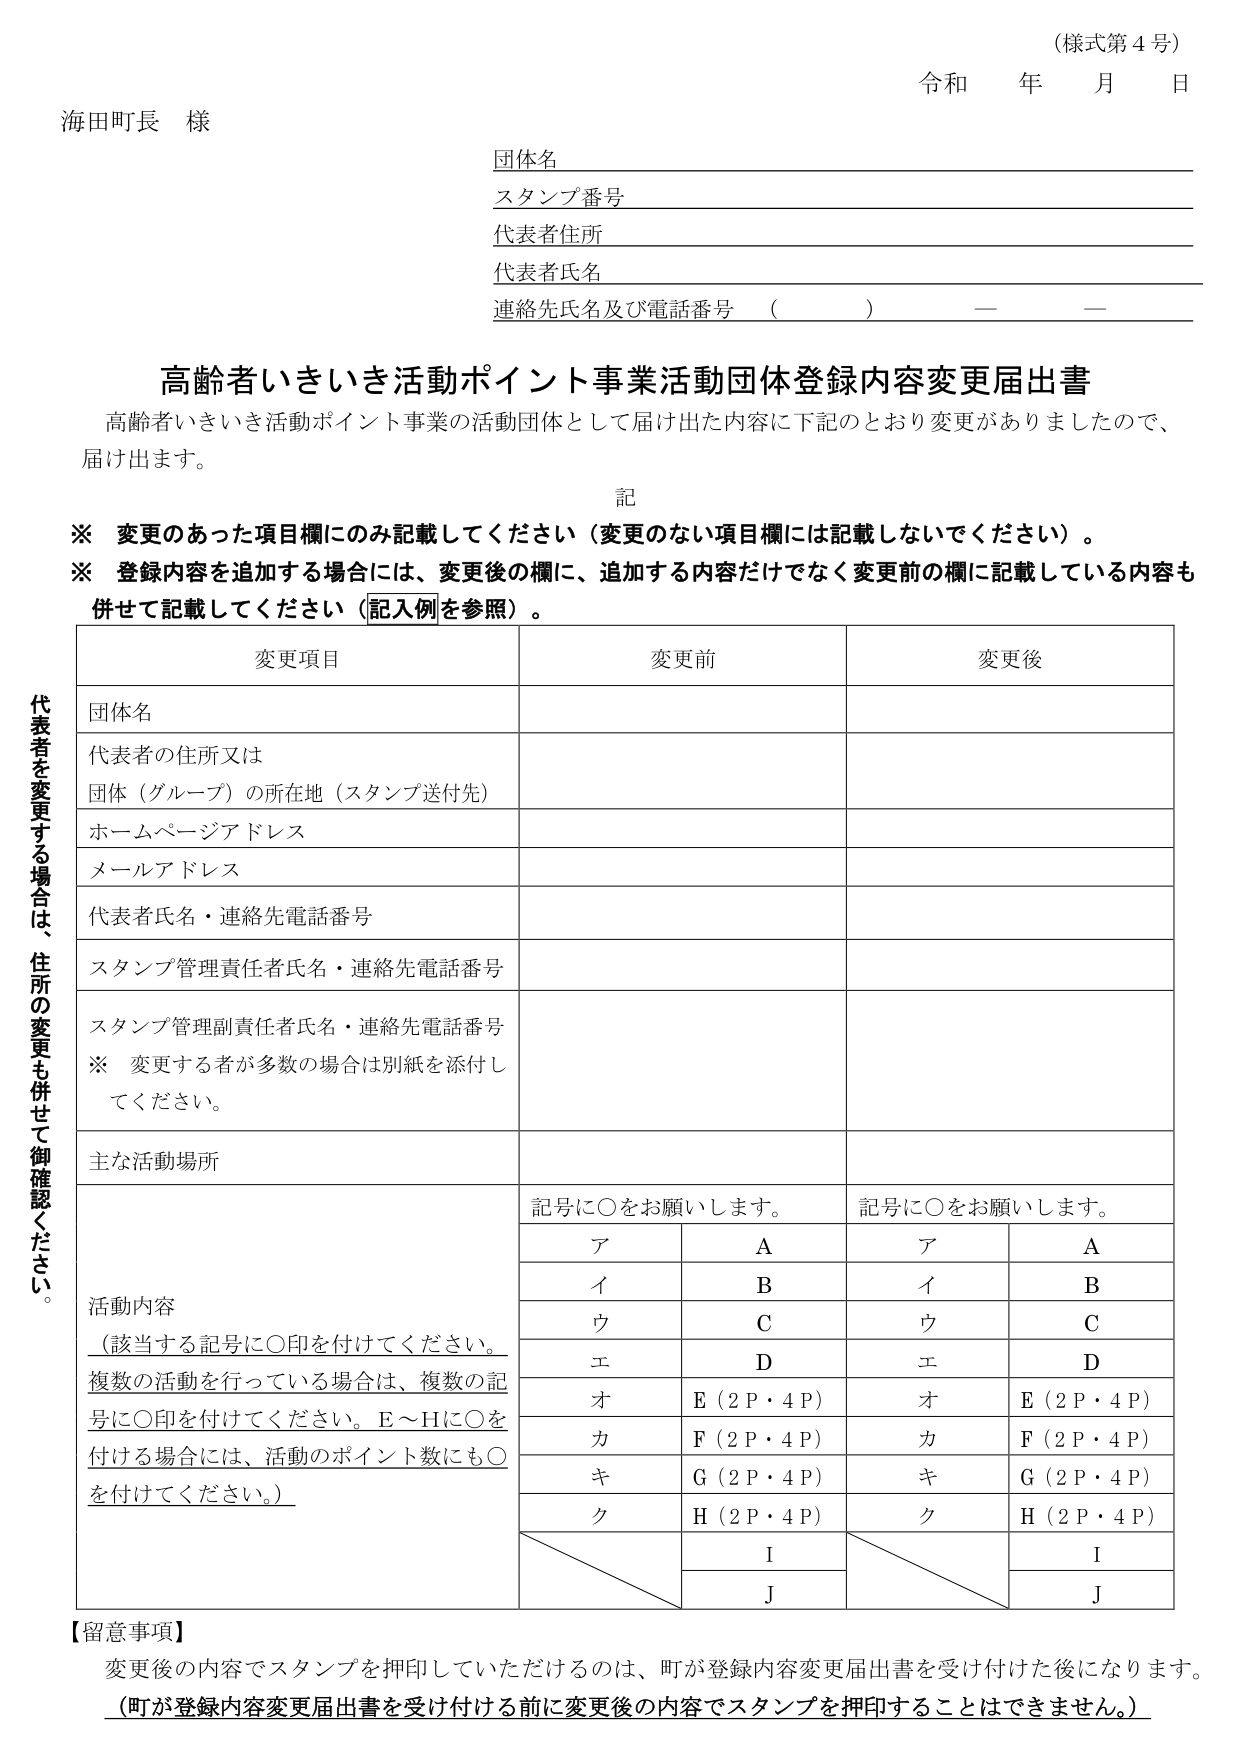 （様式第４号）
令和　　年　　月　　日
海田町長　様
団体名
スタンプ番号
代表者住所
代表者氏名
連絡先氏名及び電話番号　（　　　　）　　　　―　　　　―
高齢者いきいき活動ポイント事業活動団体登録内容変更届出書
高齢者いきいき活動ポイント事業の活動団体として届け出た内容に下記のとおり変更がありましたので、
届け出ます。
記
※　変更のあった項目欄にのみ記載してください（変更のない項目欄には記載しないでください）。
※　登録内容を追加する場合には、変更後の欄に、追加する内容だけでなく変更前の欄に記載している内容も
併せて記載してください（記入例を参照）。
代表者を変更する場合は、住所の変更も併せて御確認ください。
変更項目　変更前　変更後
団体名
代表者の住所又は
団体（グループ）の所在地（スタンプ送付先）
ホームページアドレス
メールアドレス
代表者氏名・連絡先電話番号
スタンプ管理責任者氏名・連絡先電話番号
スタンプ管理副責任者氏名・連絡先電話番号
※　変更する者が多数の場合は別紙を添付し
てください。
主な活動場所
活動内容
（該当する記号に〇印を付けてください。
複数の活動を行っている場合は、複数の記
号に〇印を付けてください。Ｅ～Ｈに〇を
付ける場合には、活動のポイント数にも〇
を付けてください。）
記号に〇をお願いします。　記号に〇をお願いします。
ア　A　ア　A
イ　B　イ　B
ウ　C　ウ　C
エ　D　エ　D
オ　E（２Ｐ・４Ｐ）　オ　E（２Ｐ・４Ｐ）
カ　F（２Ｐ・４Ｐ）　カ　F（２Ｐ・４Ｐ）
キ　G（２Ｐ・４Ｐ）　キ　G（２Ｐ・４Ｐ）
ク　H（２Ｐ・４Ｐ）　ク　H（２Ｐ・４Ｐ）
I　I
J　J
【留意事項】
変更後の内容でスタンプを押印していただけるのは、町が登録内容変更届出書を受け付けた後になります。
（町が登録内容変更届出書を受け付ける前に変更後の内容でスタンプを押印することはできません。）